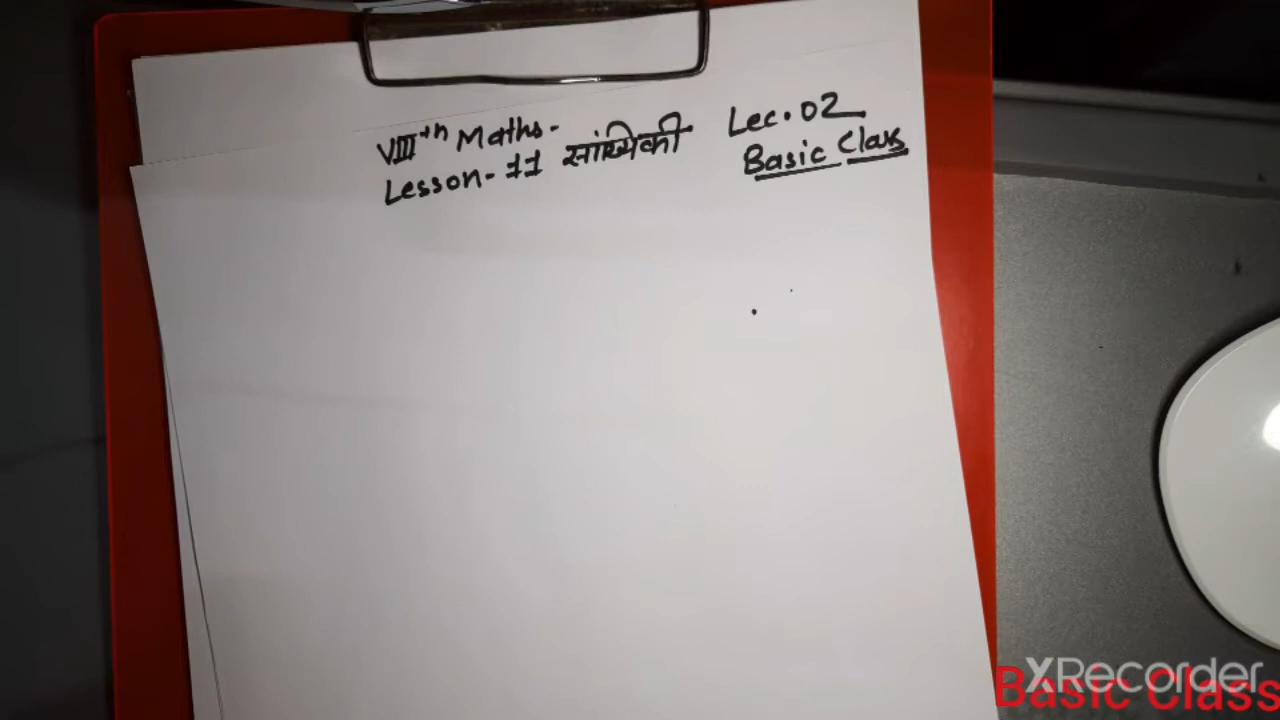 VIIIth Maths-
Lesson-11 सांख्यिकी
Lec.02
Basic Class
XRecorder
Basic Class